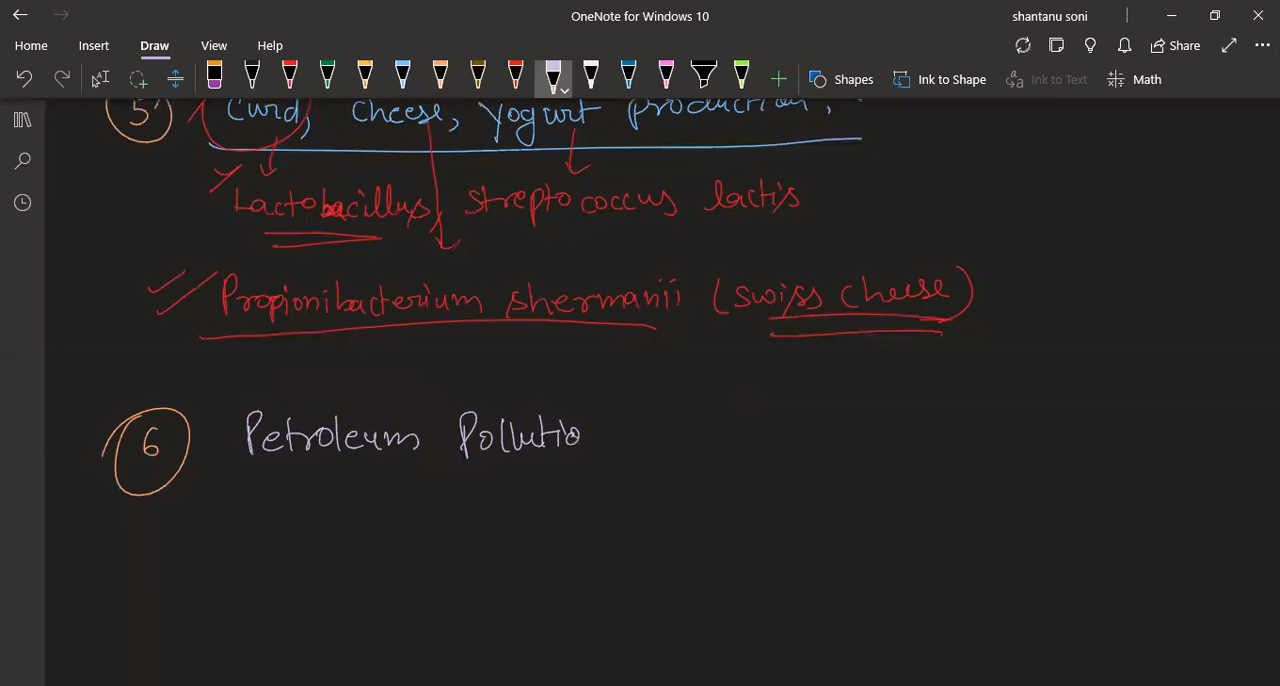 OneNote for Windows 10
shantanu soni
Home Insert Draw View Help
Share
Shapes Ink to Shape Ink to Text Math
5 Curd, cheese, yogurt production.
Lactobacillus, streptococcus lactis
Propionibacterium shermanii (swiss cheese)
6 Petroleum Pollutio